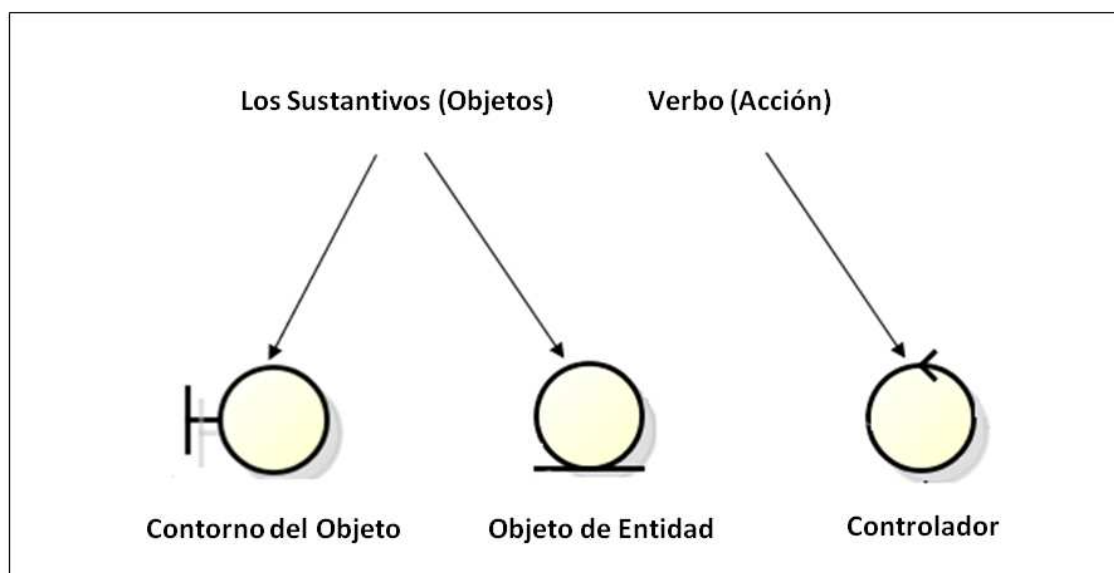 Los Sustantivos (Objetos)
Verbo (Acción)
Contorno del Objeto
Objeto de Entidad
Controlador